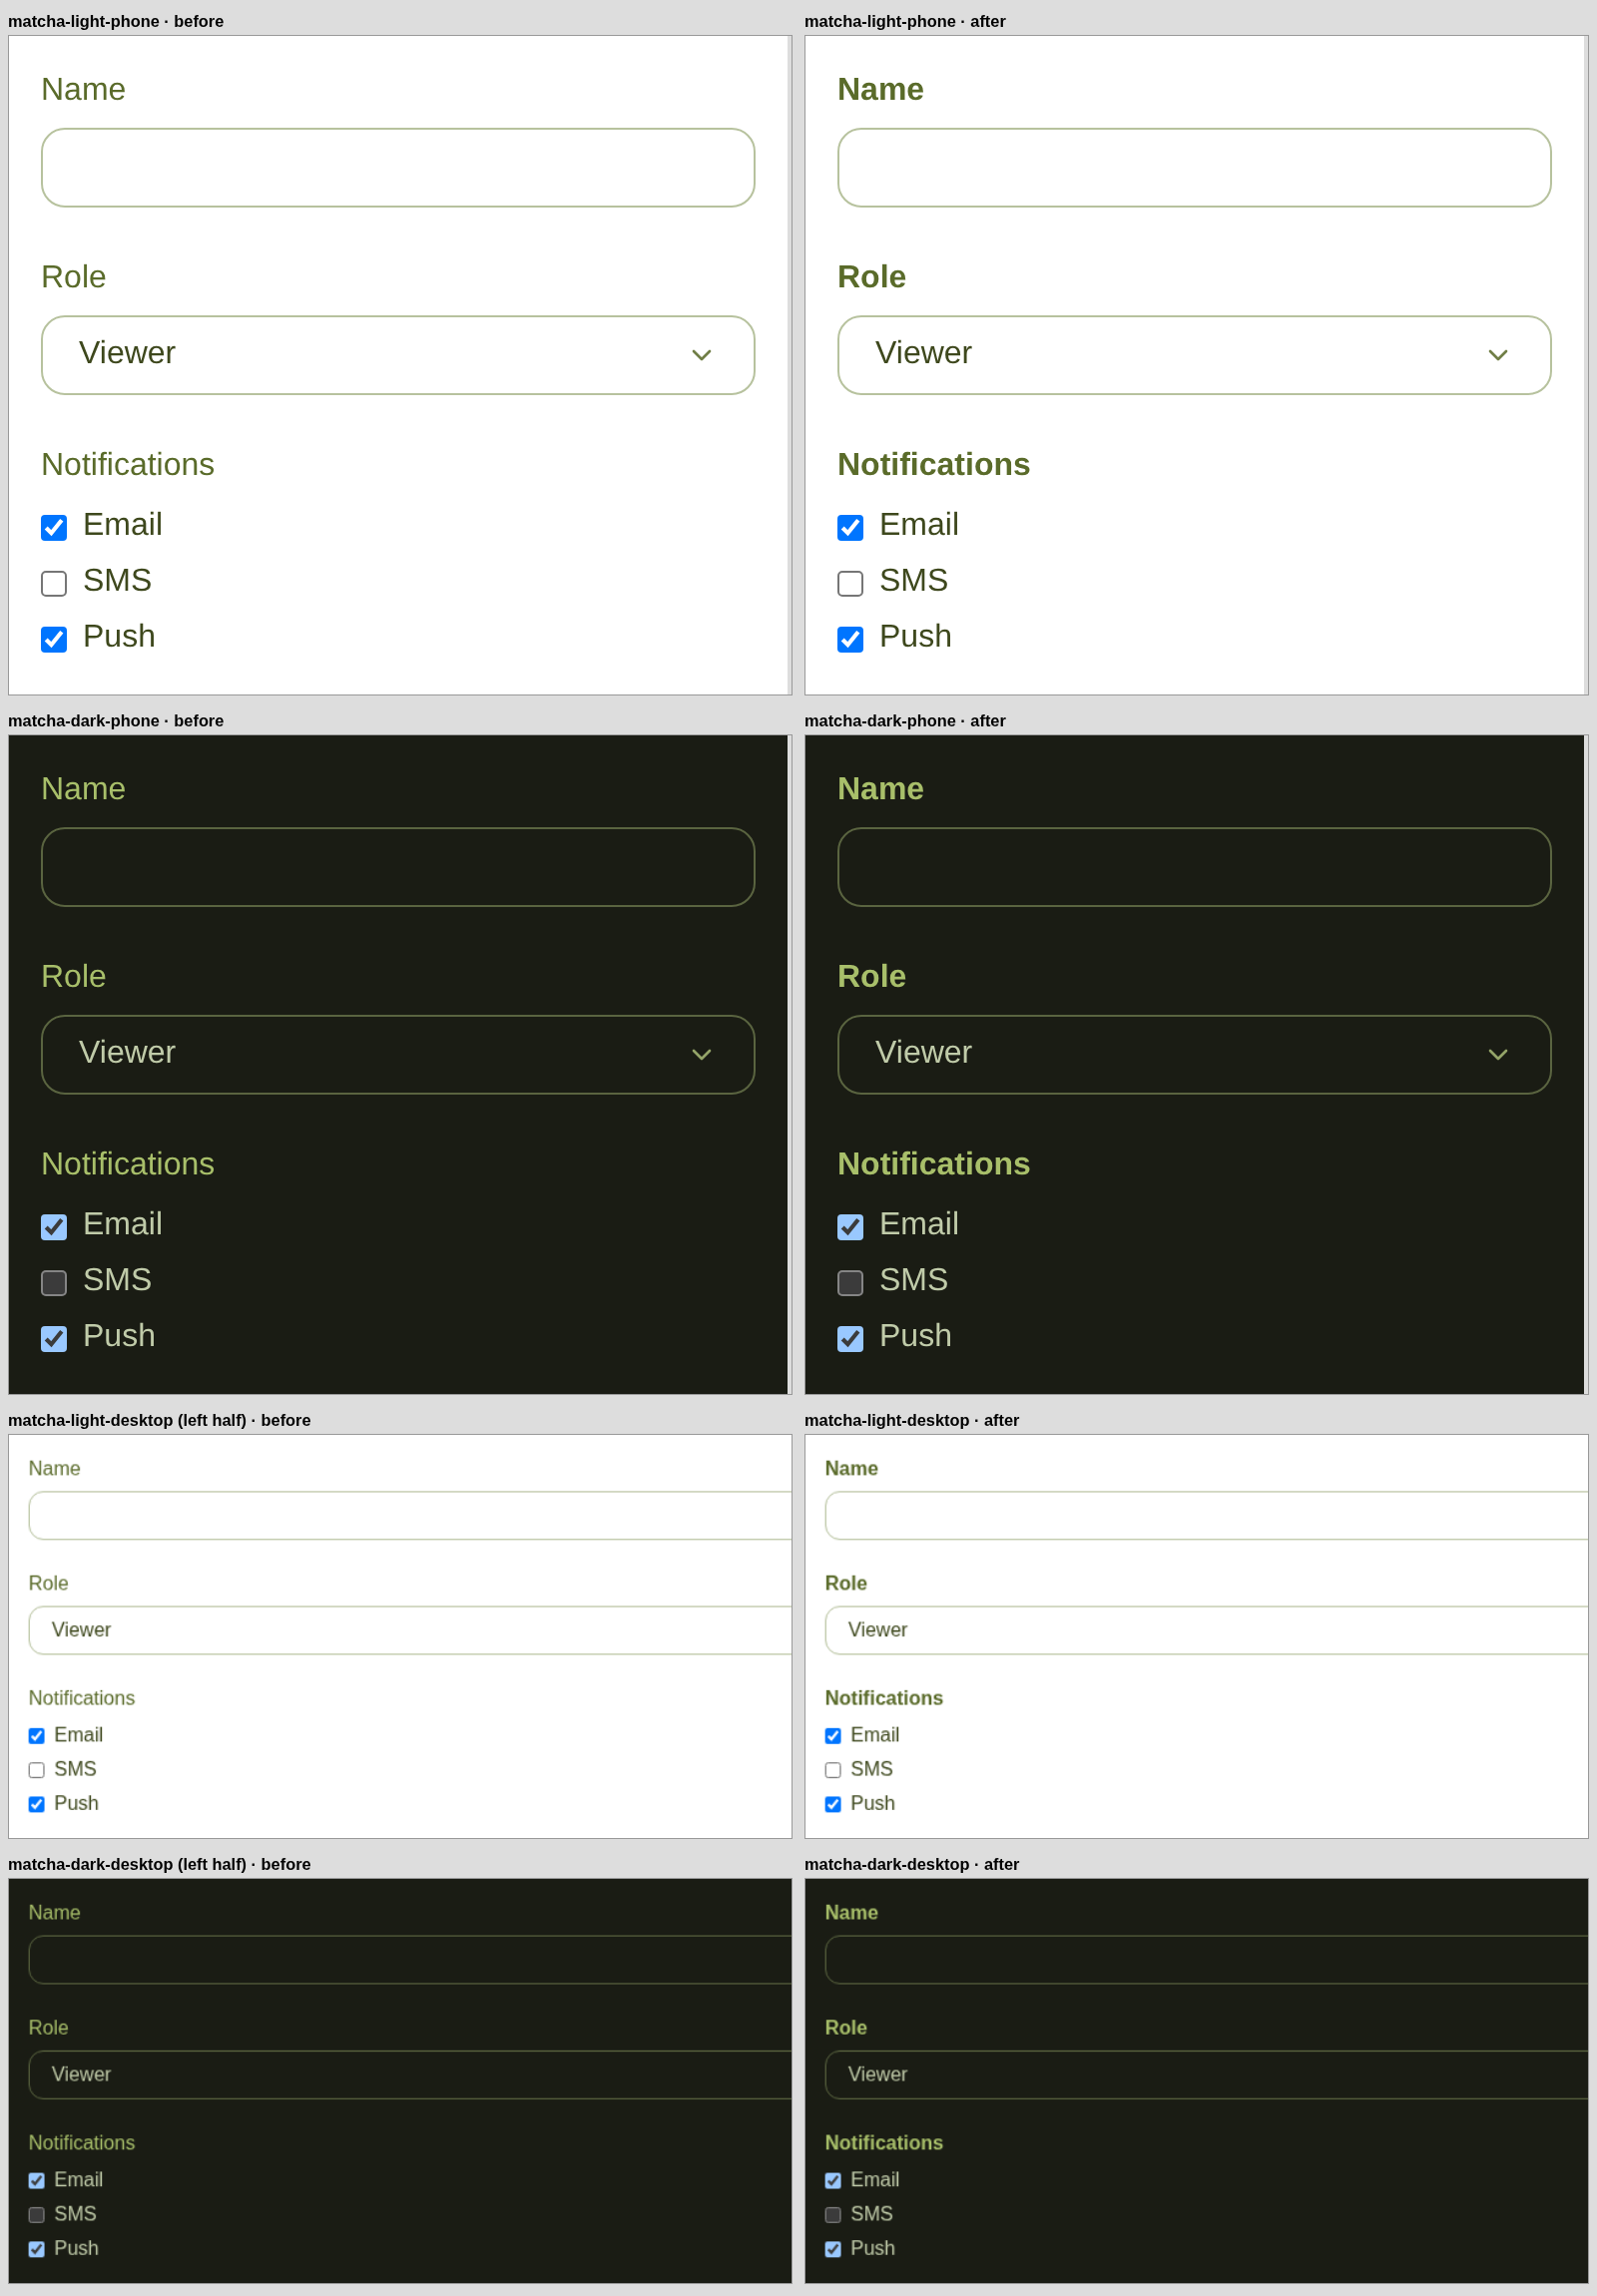 matcha-light-phone · before
Name
Role
Viewer
Notifications
Email
SMS
Push
matcha-light-phone · after
Name
Role
Viewer
Notifications
Email
SMS
Push
matcha-dark-phone · before
Name
Role
Viewer
Notifications
Email
SMS
Push
matcha-dark-phone · after
Name
Role
Viewer
Notifications
Email
SMS
Push
matcha-light-desktop (left half) · before
Name
Role
Viewer
Notifications
Email
SMS
Push
matcha-light-desktop · after
Name
Role
Viewer
Notifications
Email
SMS
Push
matcha-dark-desktop (left half) · before
Name
Role
Viewer
Notifications
Email
SMS
Push
matcha-dark-desktop · after
Name
Role
Viewer
Notifications
Email
SMS
Push